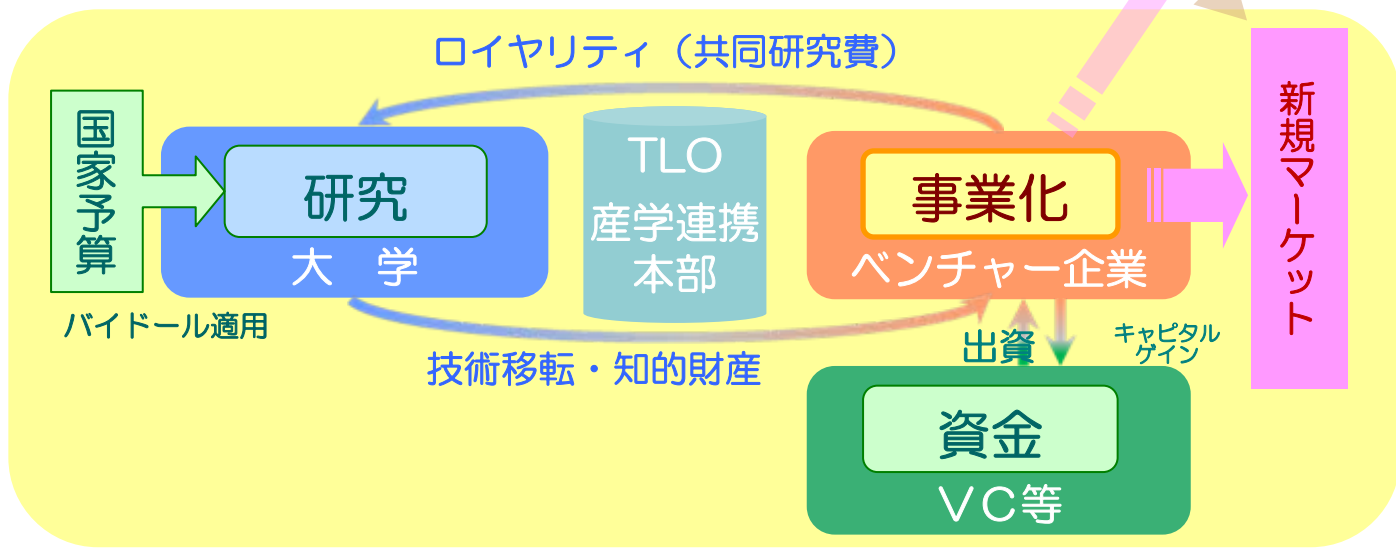 ロイヤリティ（共同研究費）
国家予算
研究
大　学
バイドール適用
TLO
産学連携
本部
事業化
ベンチャー企業
新規マーケット
技術移転・知的財産
出資
キャピタル
ゲイン
資金
ＶＣ等